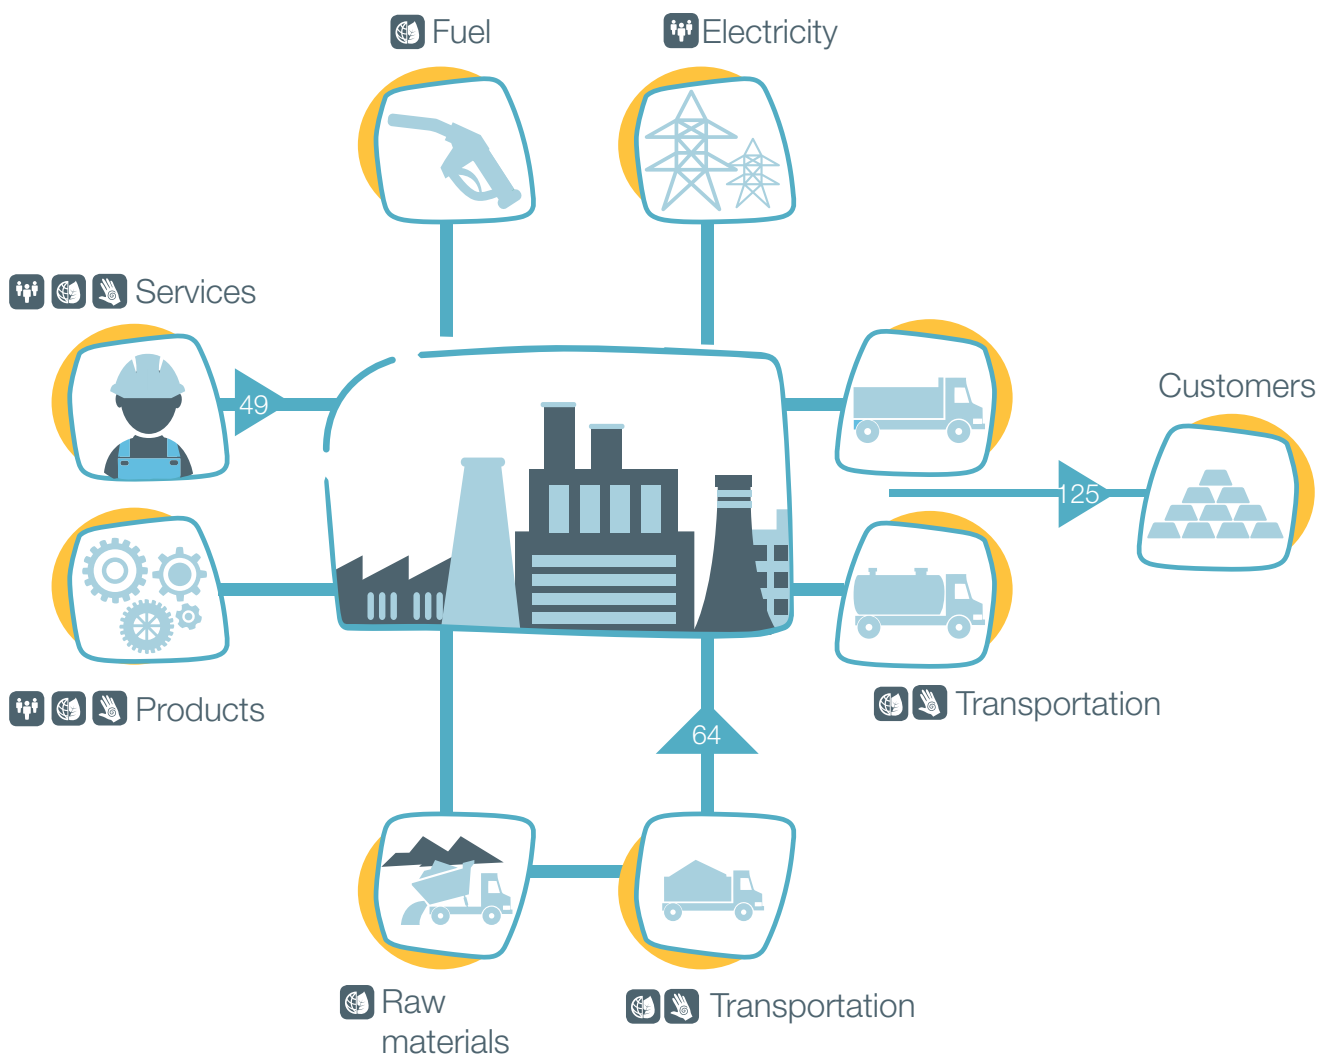 Fuel
Electricity
Services
49
Customers
125
Products
Transportation
64
Raw
materials
Transportation